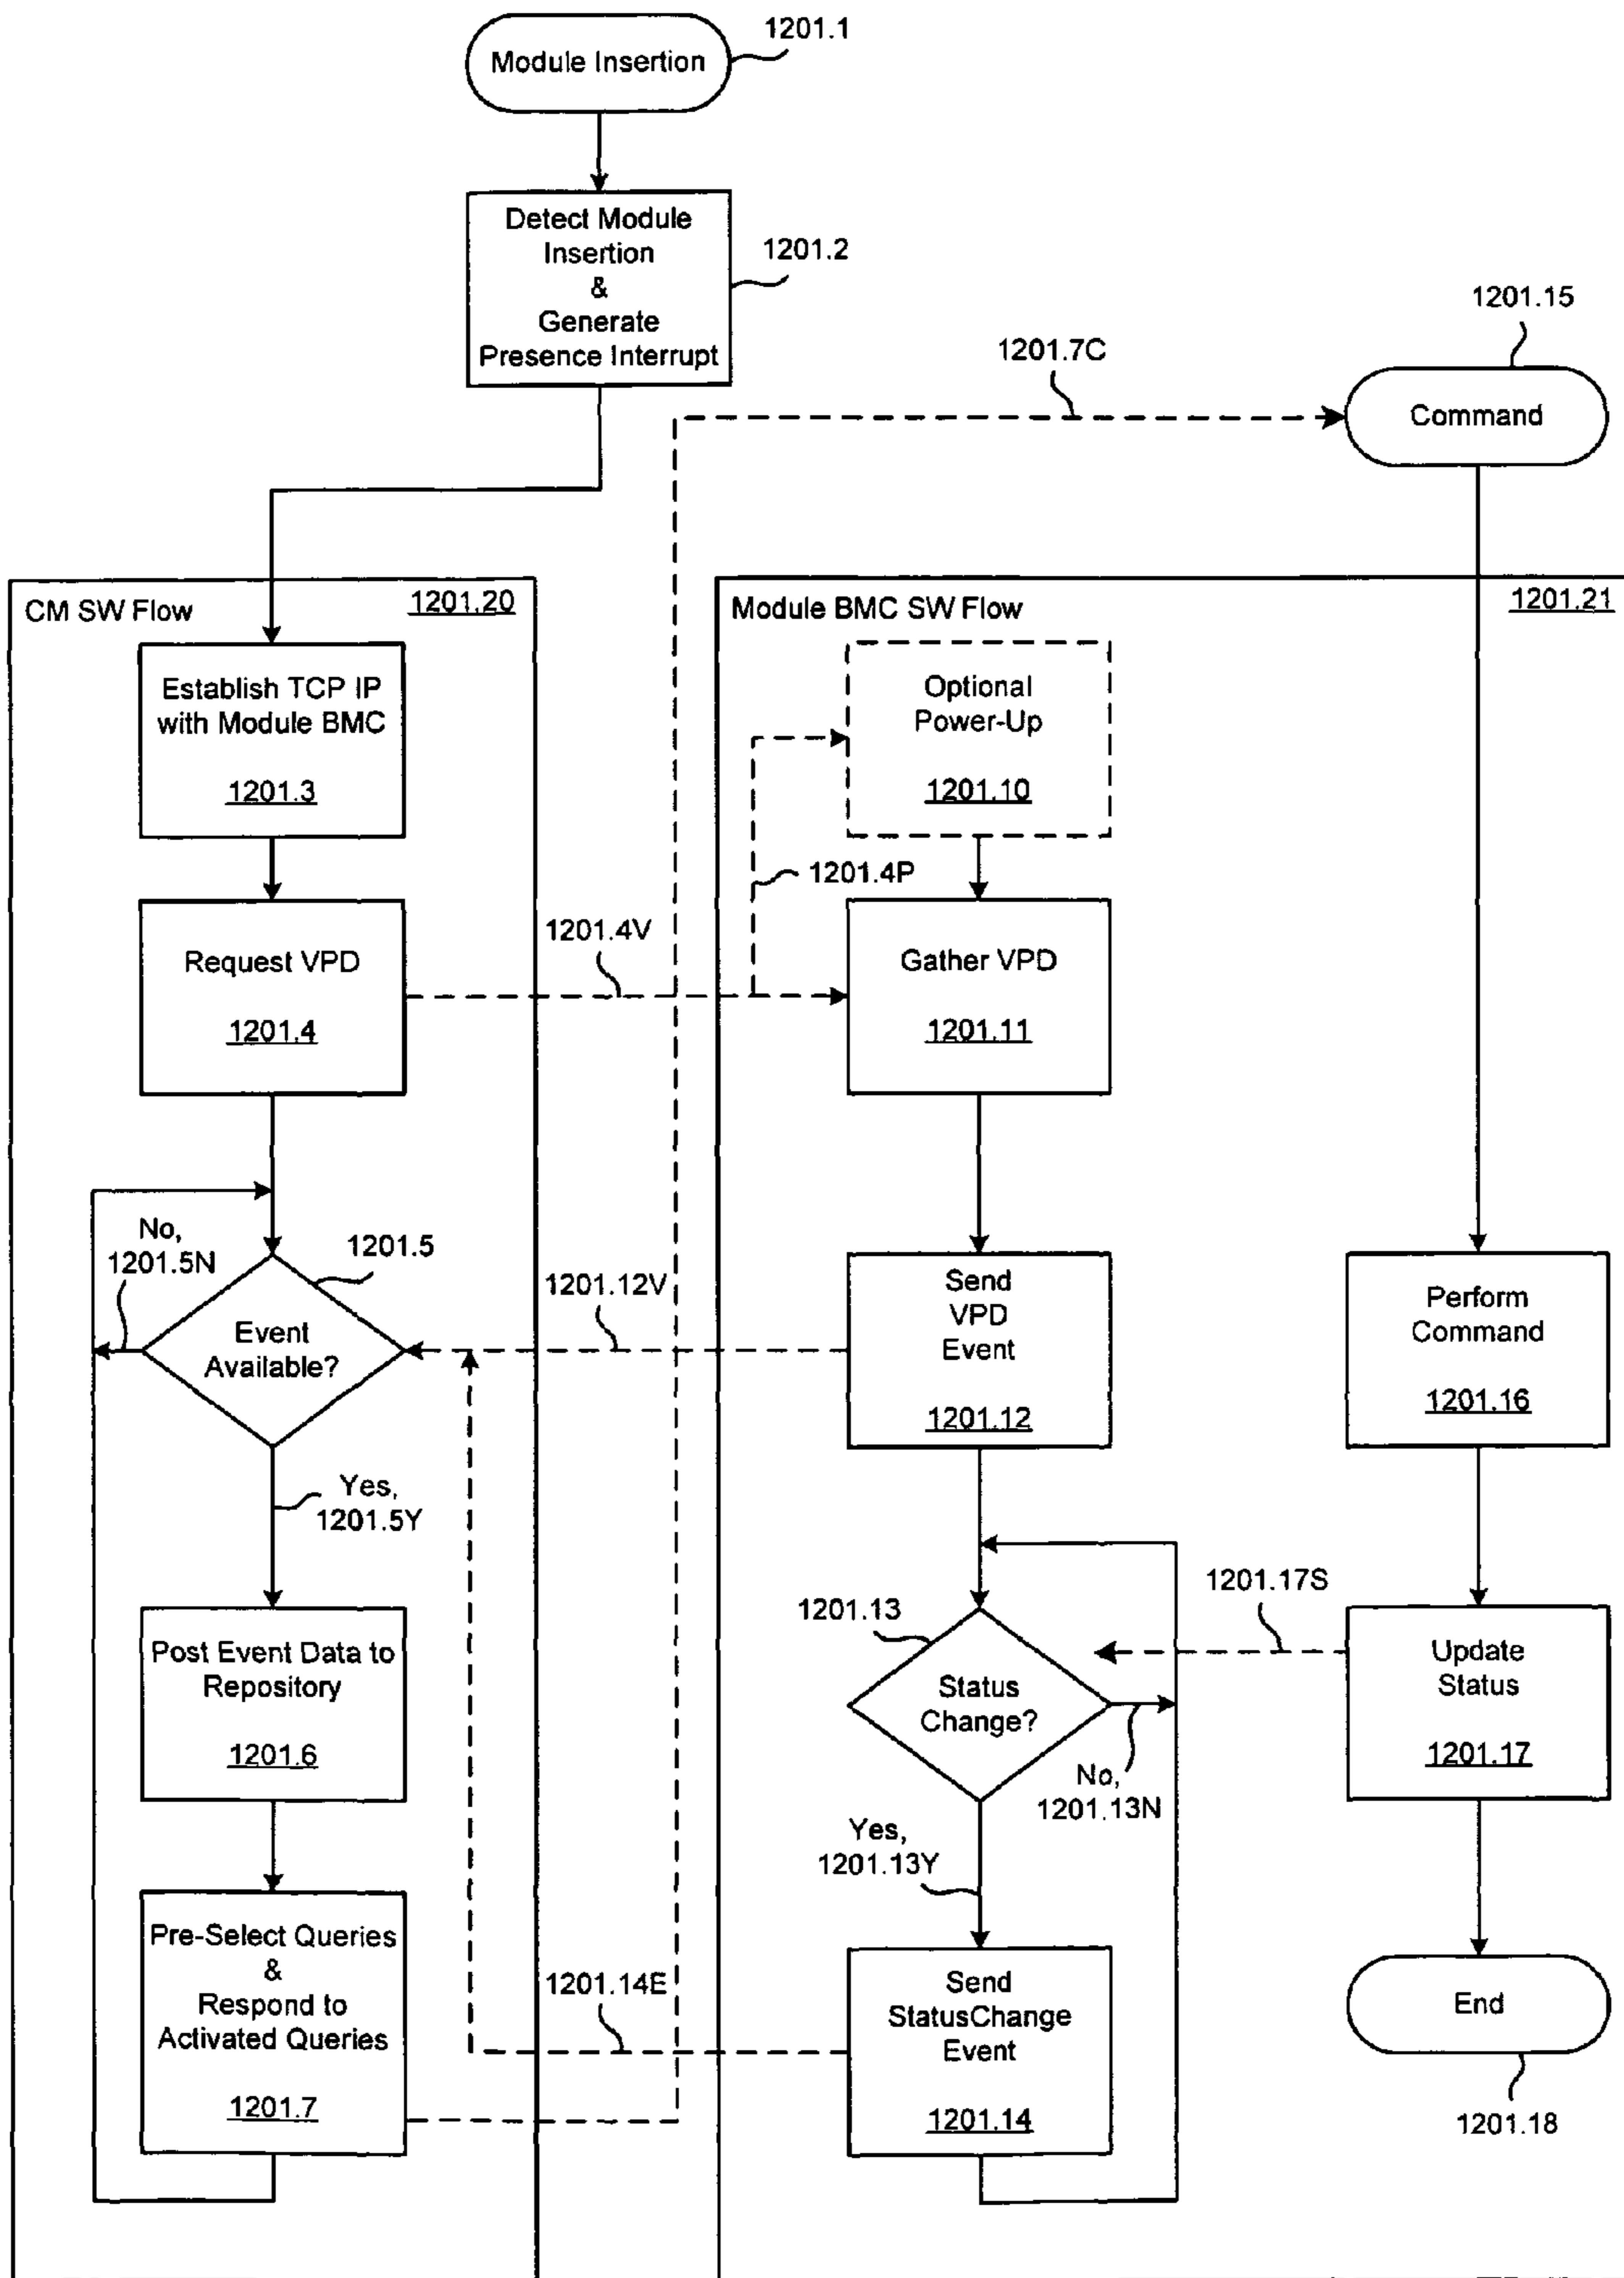 1201.1
Module Insertion
Detect Module
Insertion
&
Generate
Presence Interrupt
1201.2
1201.15
1201.7C
Command
CM SW Flow
1201.20
Module BMC SW Flow
1201.21
Establish TCP IP
with Module BMC
1201.3
Optional
Power-Up
1201.10
1201.4P
Request VPD
1201.4
1201.4V
Gather VPD
1201.11
No,
1201.5N
1201.5
Event
Available?
1201.12V
Send
VPD
Event
1201.12
Perform
Command
1201.16
Yes,
1201.5Y
Post Event Data to
Repository
1201.6
1201.13
Status
Change?
1201.17S
Update
Status
1201.17
No,
1201.13N
Yes,
1201.13Y
Pre-Select Queries
&
Respond to
Activated Queries
1201.7
1201.14E
Send
StatusChange
Event
1201.14
End
1201.18